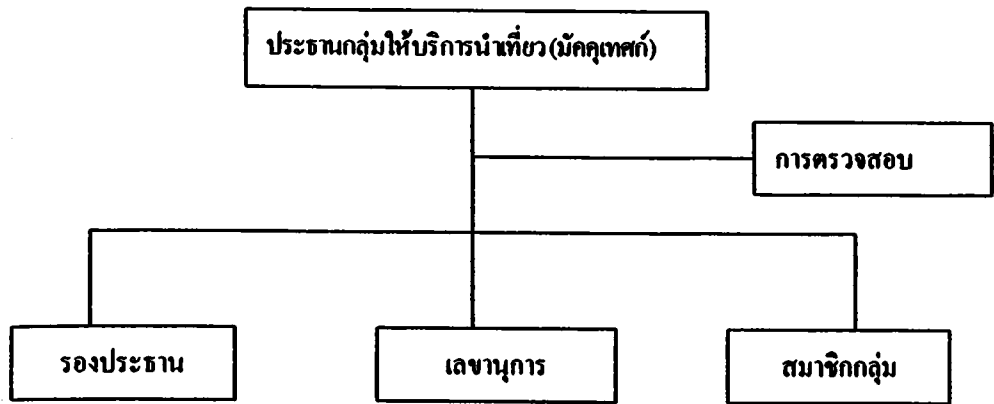 ประธานกลุ่มให้บริการนำเที่ยว(มัคคุเทศก์)
การตรวจสอบ
รองประธาน
เลขานุการ
สมาชิกกลุ่ม